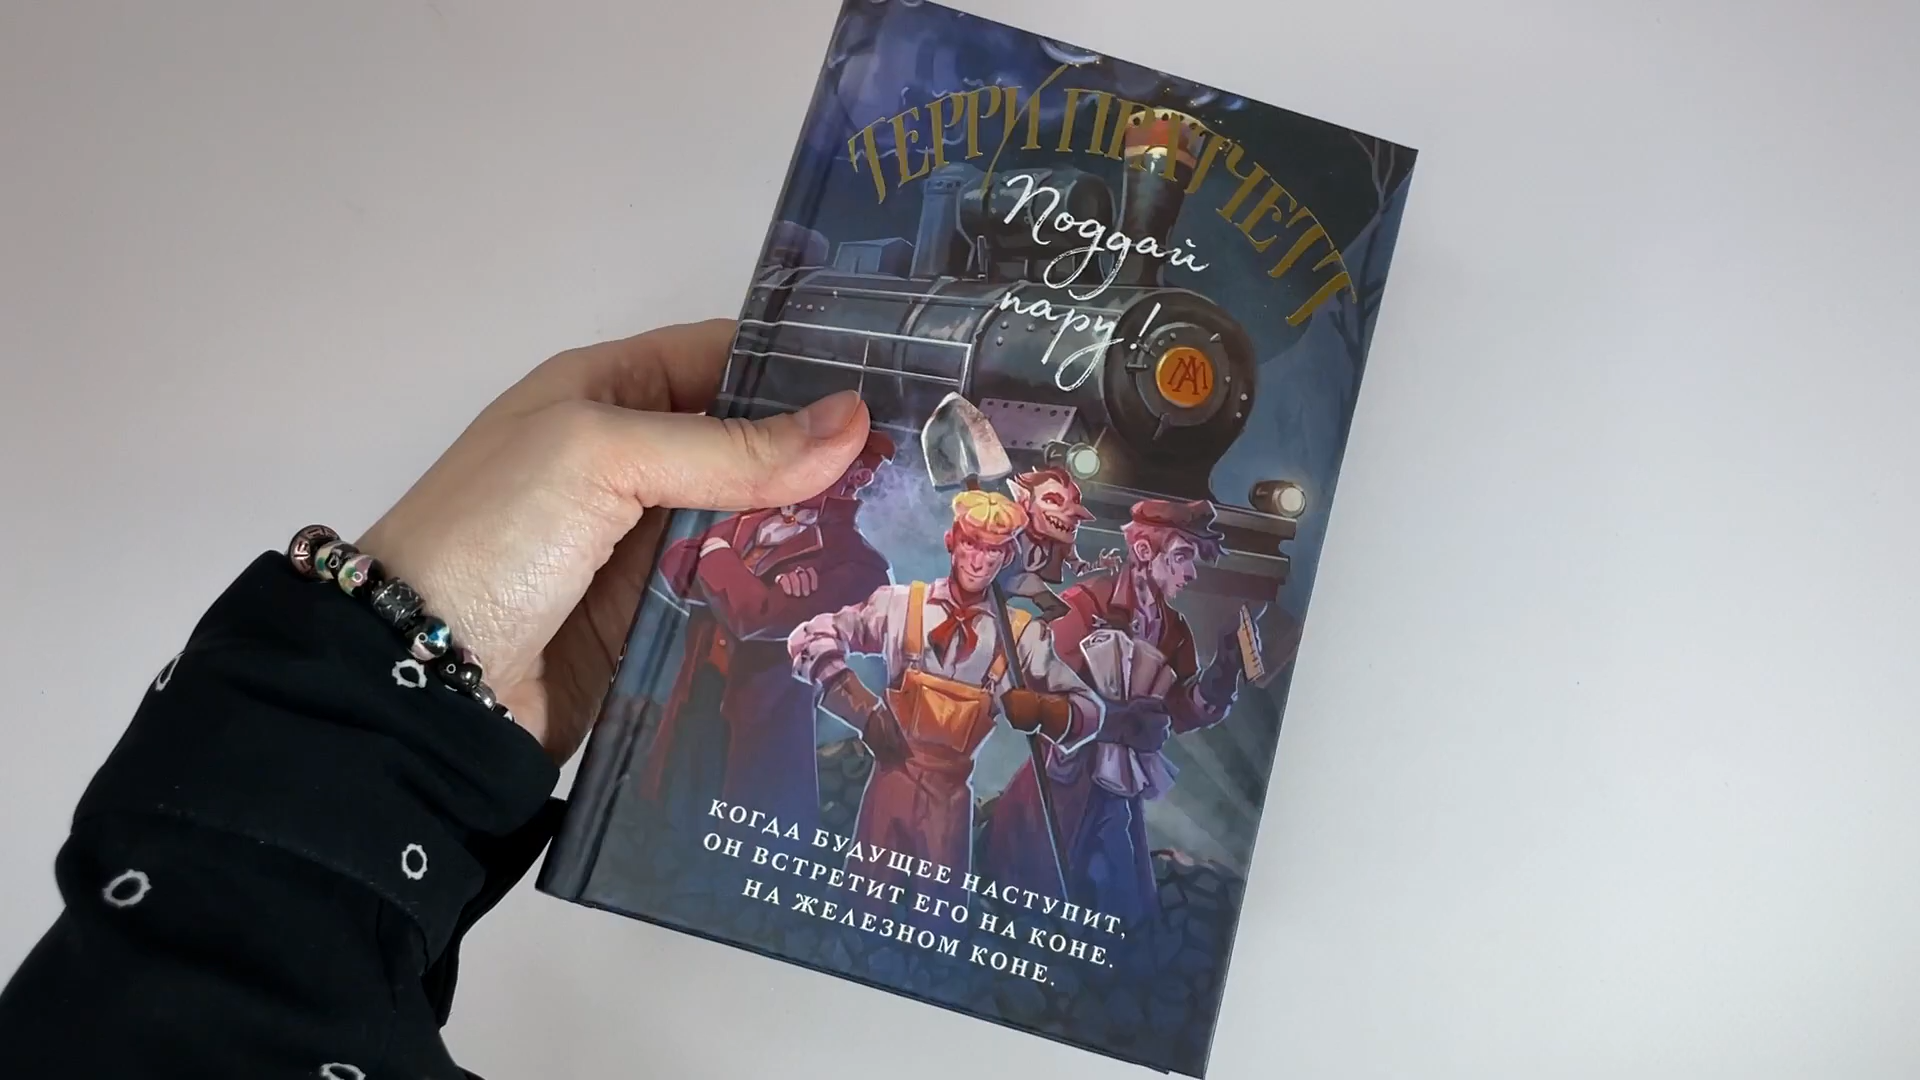 ТЕРРИ ПРАТЧЕТТ
Поддай
пару!
КОГДА БУДУЩЕЕ НАСТУПИТ,
ОН ВСТРЕТИТ ЕГО НА КОНЕ.
НА ЖЕЛЕЗНОМ КОНЕ.